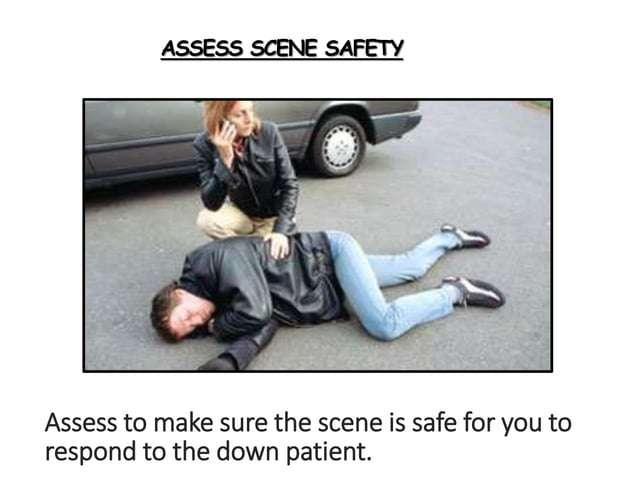 ASSESS SCENE SAFETY
Assess to make sure the scene is safe for you to
respond to the down patient.